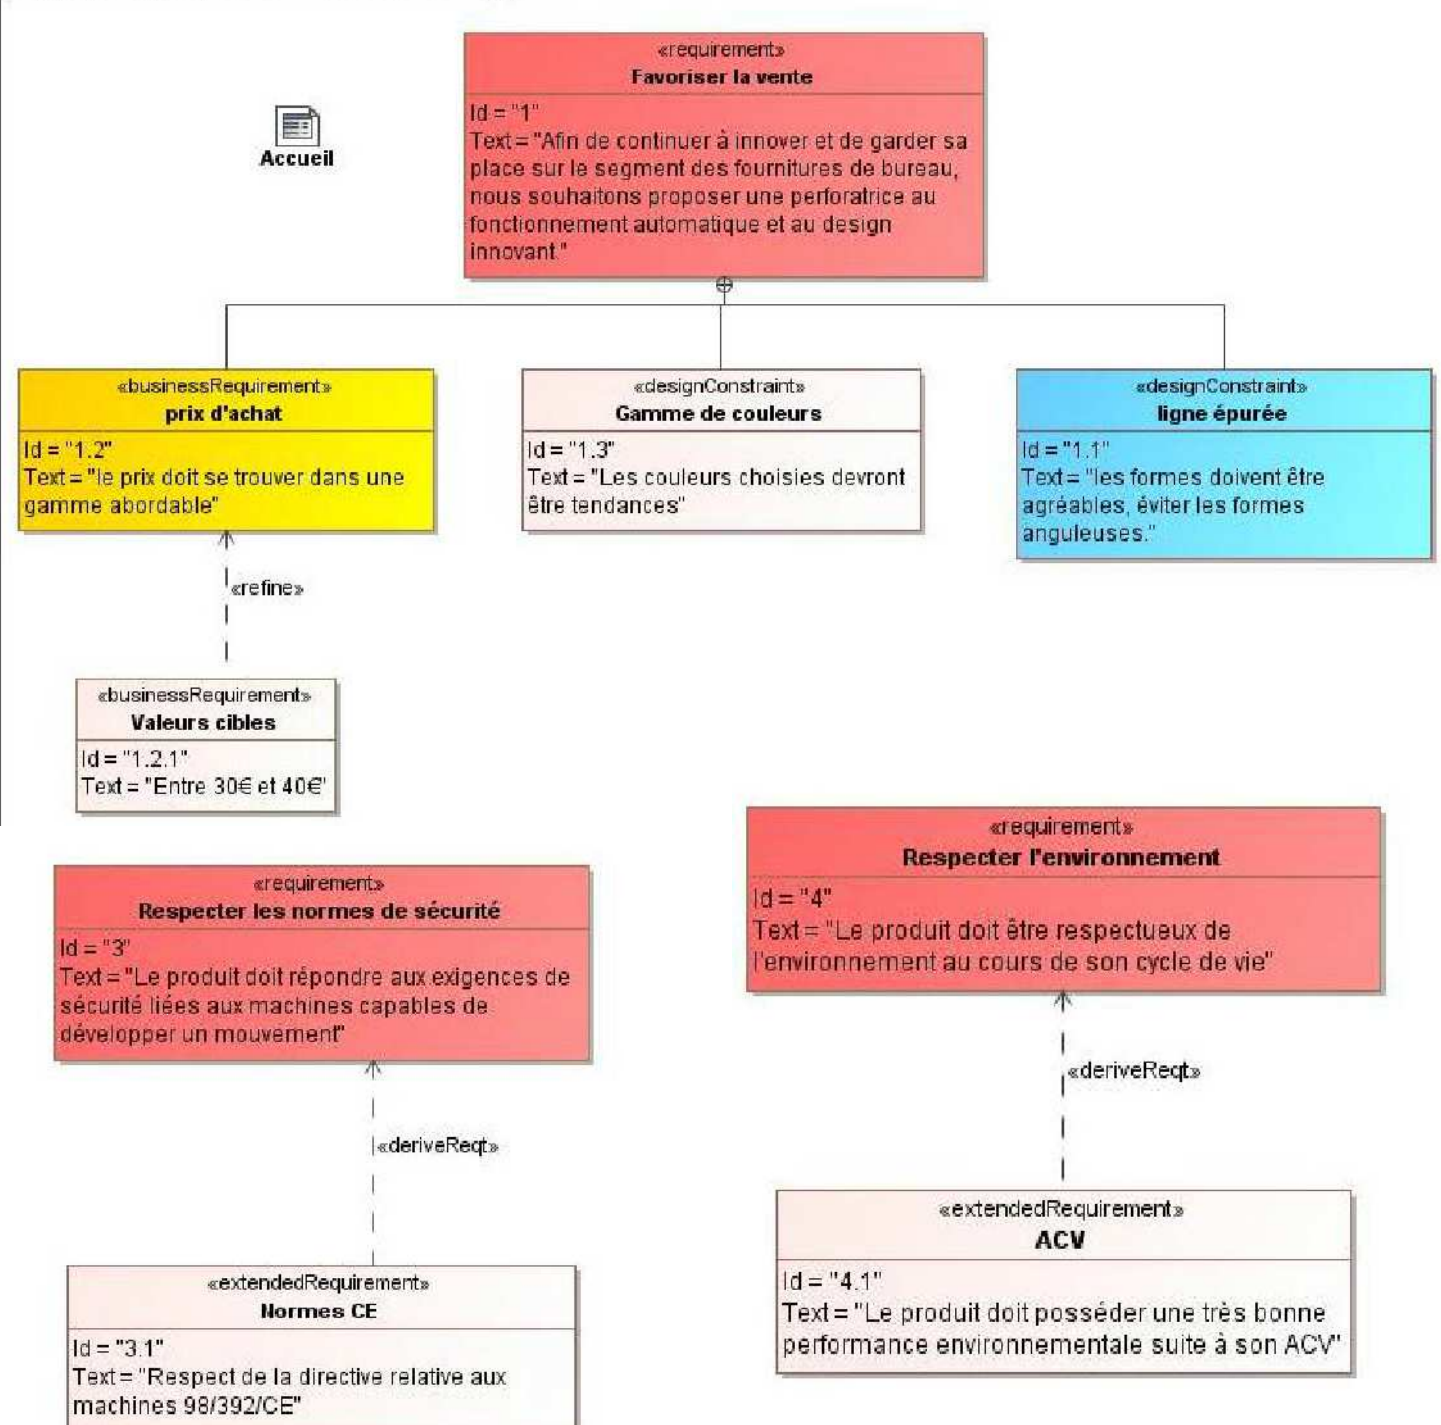 «requirement»
Favoriser la vente
Id = "1"
Text = "Afin de continuer à innover et de garder sa
place sur le segment des fournitures de bureau,
nous souhaitons proposer une perforatrice au
fonctionnement automatique et au design
innovant."
Accueil
«businessRequirement»
prix d'achat
Id = "1.2"
Text = "le prix doit se trouver dans une
gamme abordable"
«designConstraint»
Gamme de couleurs
Id = "1.3"
Text = "Les couleurs choisies devront
être tendances"
«designConstraint»
ligne épurée
Id = "1.1"
Text = "les formes doivent être
agréables, éviter les formes
anguleuses."
«refine»
«businessRequirement»
Valeurs cibles
Id = "1.2.1"
Text = "Entre 30€ et 40€"
«requirement»
Respecter les normes de sécurité
Id = "3"
Text = "Le produit doit répondre aux exigences de
sécurité liées aux machines capables de
développer un mouvement"
«deriveReqt»
«extendedRequirement»
Normes CE
Id = "3.1"
Text = "Respect de la directive relative aux
machines 98/392/CE"
«requirement»
Respecter l'environnement
Id = "4"
Text = "Le produit doit être respectueux de
l'environnement au cours de son cycle de vie"
«deriveReqt»
«extendedRequirement»
ACV
Id = "4.1"
Text = "Le produit doit posséder une très bonne
performance environnementale suite à son ACV"